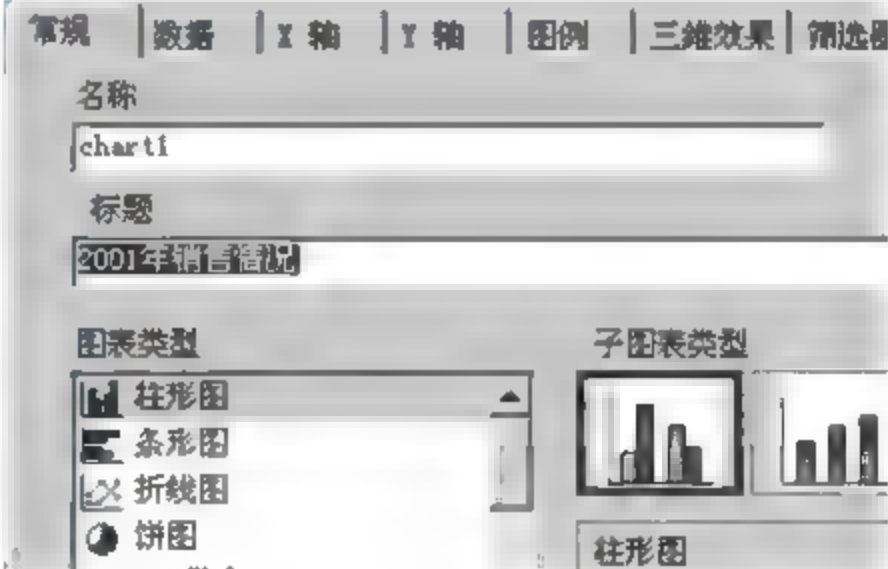 常规 数据 X 轴 Y 轴 图例 三维效果 筛选器
名称
charti
标题
2001年销售情况
图表类型 子图表类型
柱形图
条形图
折线图
饼图
柱形图